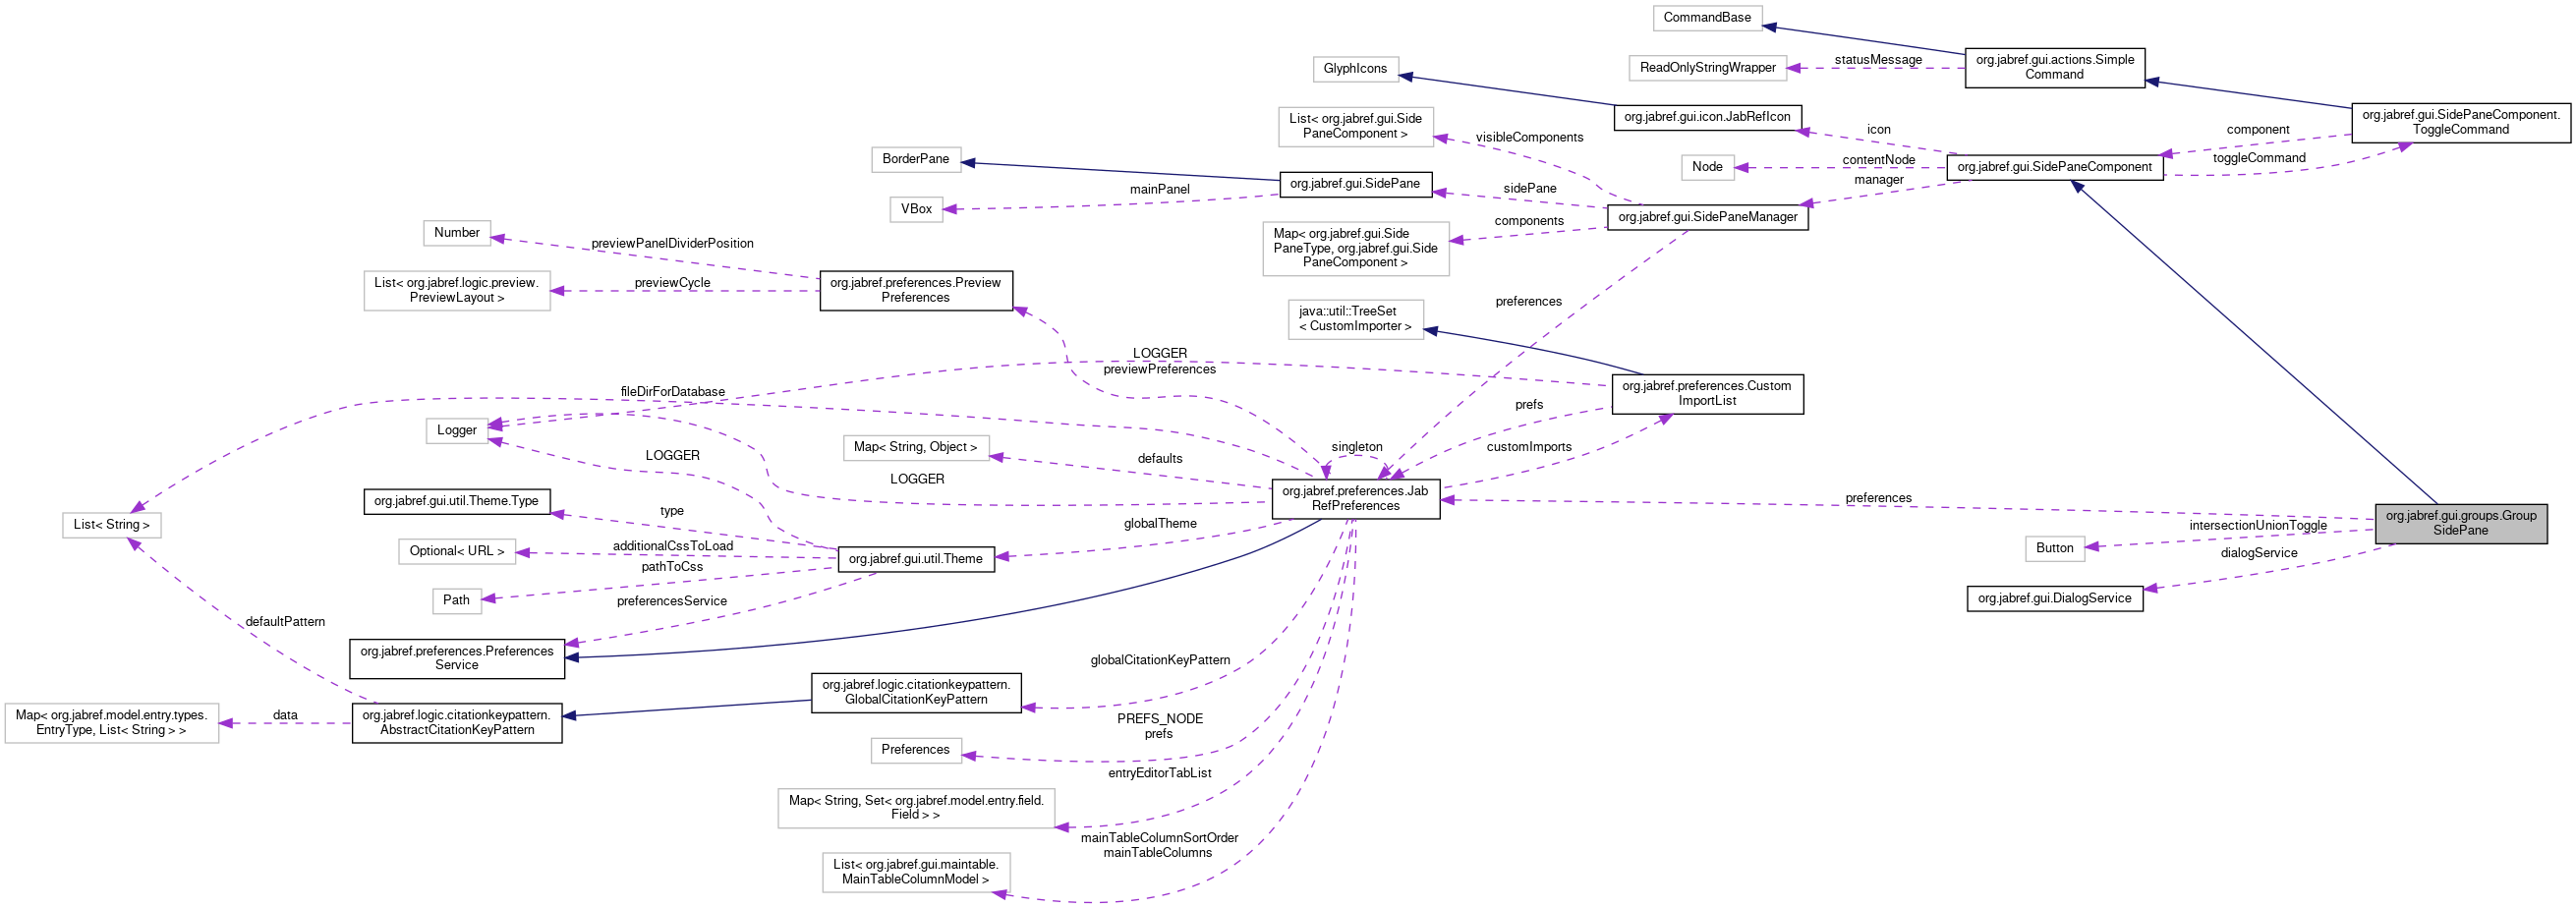 CommandBase
ReadOnlyStringWrapper
statusMessage
org.jabref.gui.actions.Simple
Command
GlyphIcons
org.jabref.gui.icon.JabRefIcon
org.jabref.gui.SidePaneComponent.
ToggleCommand
List< org.jabref.gui.Side
PaneComponent >
visibleComponents
icon
component
toggleCommand
BorderPane
Node
contentNode
org.jabref.gui.SidePaneComponent
manager
org.jabref.gui.SidePane
mainPanel
sidePane
VBox
org.jabref.gui.SidePaneManager
components
Map< org.jabref.gui.Side
PaneType, org.jabref.gui.Side
PaneComponent >
Number
previewPanelDividerPosition
List< org.jabref.logic.preview.
PreviewLayout >
previewCycle
org.jabref.preferences.Preview
Preferences
preferences
java::util::TreeSet
< CustomImporter >
LOGGER
previewPreferences
org.jabref.preferences.Custom
ImportList
fileDirForDatabase
prefs
Logger
Map< String, Object >
singleton
customImports
defaults
LOGGER
LOGGER
org.jabref.preferences.Jab
RefPreferences
preferences
org.jabref.gui.groups.Group
SidePane
intersectionUnionToggle
Button
dialogService
org.jabref.gui.DialogService
org.jabref.gui.util.Theme.Type
type
List< String >
globalTheme
Optional< URL >
additionalCssToLoad
org.jabref.gui.util.Theme
pathToCss
Path
preferencesService
defaultPattern
org.jabref.preferences.Preferences
Service
globalCitationKeyPattern
org.jabref.logic.citationkeypattern.
GlobalCitationKeyPattern
Map< org.jabref.model.entry.types.
EntryType, List< String > >
data
org.jabref.logic.citationkeypattern.
AbstractCitationKeyPattern
PREFS_NODE
prefs
Preferences
entryEditorTabList
Map< String, Set< org.jabref.model.entry.field.
Field > >
mainTableColumnSortOrder
mainTableColumns
List< org.jabref.gui.maintable.
MainTableColumnModel >